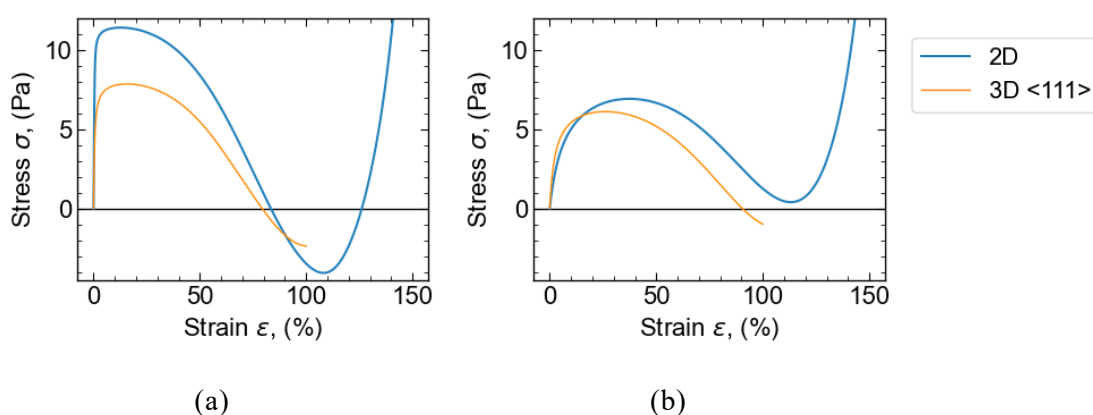 10
5
0
Stress σ, (Pa)
0 50 100 150
Strain ε, (%)
(a)
10
5
0
Stress σ, (Pa)
0 50 100 150
Strain ε, (%)
(b)
2D
3D <111>